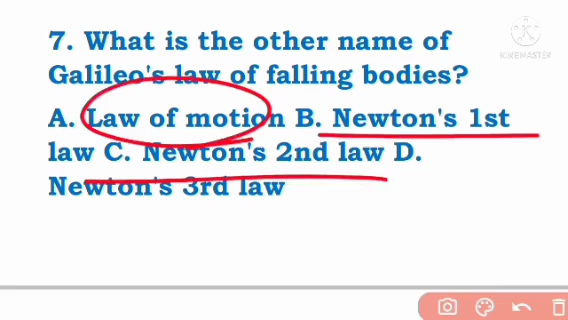 7. What is the other name of
Galileo's law of falling bodies?
A. Law of motion B. Newton's 1st
law C. Newton's 2nd law D.
Newton's 3rd law
KINEMASTER